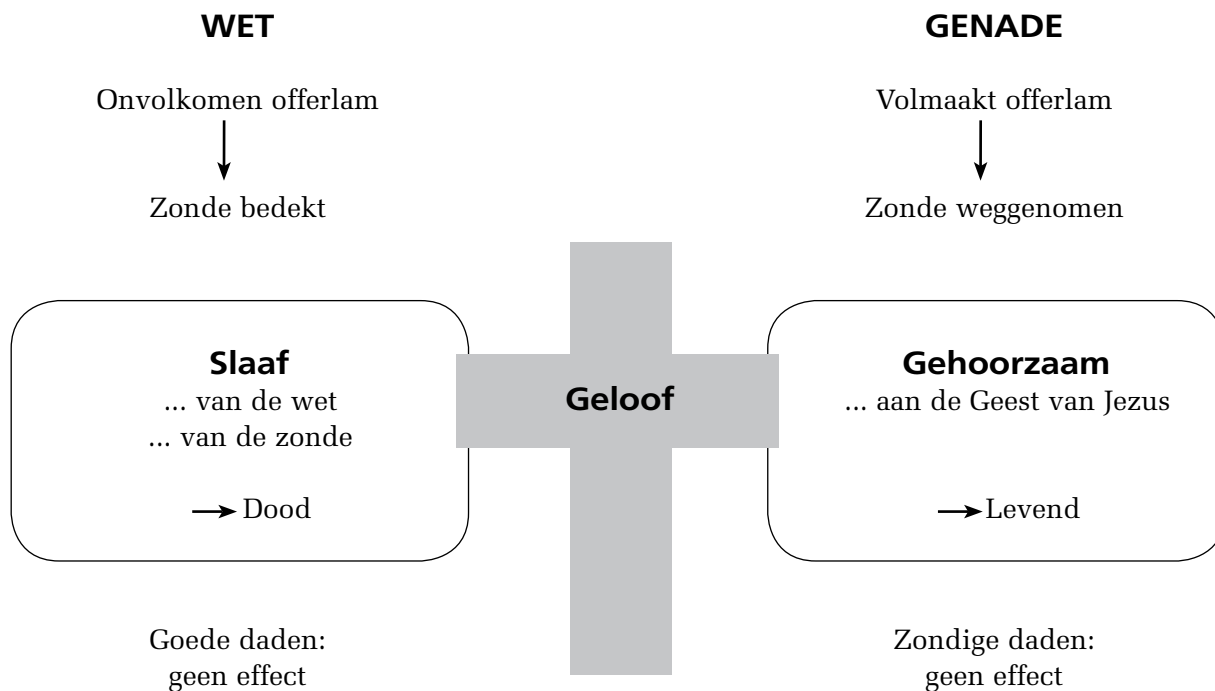 WET
Onvolkomen offerlam
Zonde bedekt
Slaaf
... van de wet
... van de zonde
Dood
Goede daden:
geen effect
Geloof
GENADE
Volmaakt offerlam
Zonde weggenomen
Gehoorzaam
... aan de Geest van Jezus
Levend
Zondige daden:
geen effect